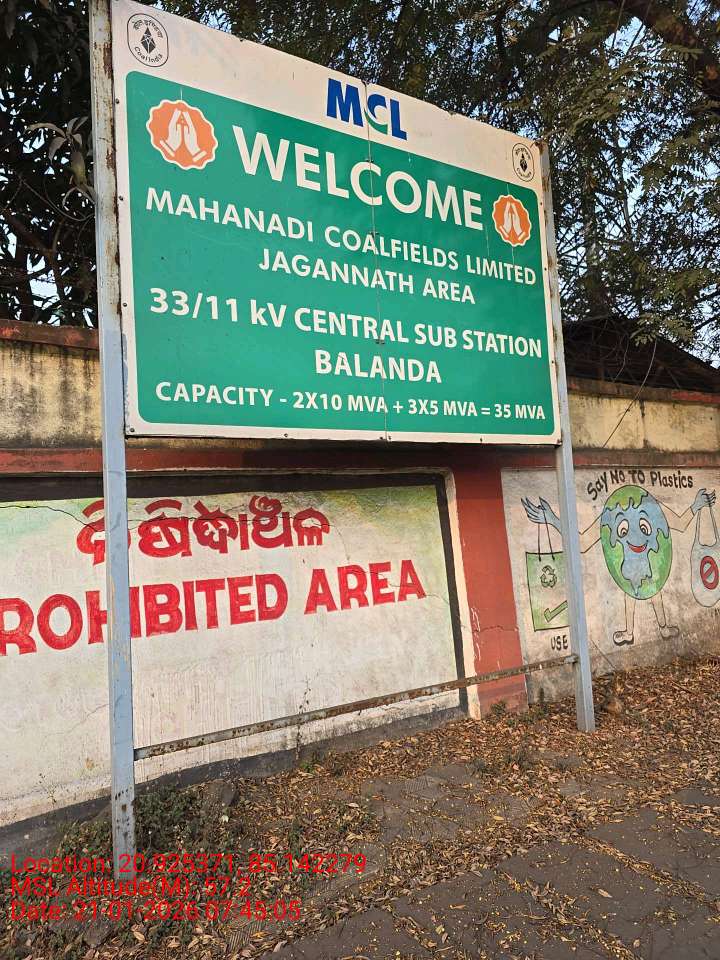 MCL
WELCOME
MAHANADI COALFIELDS LIMITED
JAGANNATH AREA
33/11 kV CENTRAL SUB STATION
BALANDA
CAPACITY - 2X10 MVA + 3X5 MVA = 35 MVA
ନିଷିଦ୍ଧାଅଁଳ
ROHIBITED AREA
Say No To Plastics
USE
Location: 20.925371, 85.142279
MSL Altitude(M): 57.2
Date: 21-01-2026 07:45:05